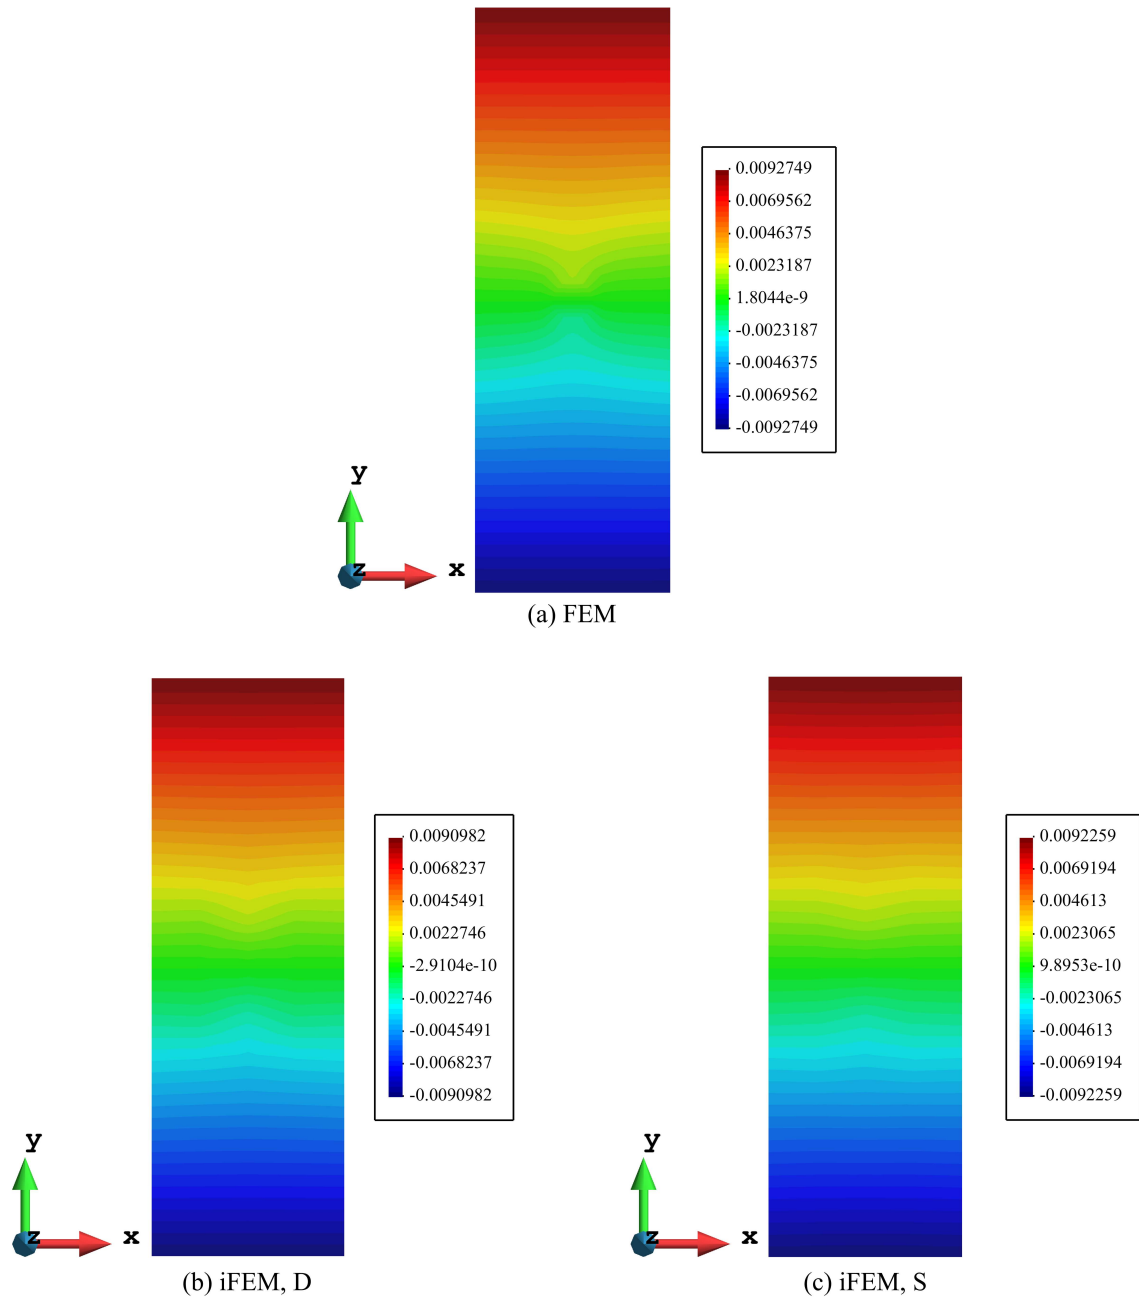 0.0092749
0.0069562
0.0046375
0.0023187
1.8044e-9
-0.0023187
-0.0046375
-0.0069562
-0.0092749
y
z
x
(a) FEM
0.0090982
0.0068237
0.0045491
0.0022746
-2.9104e-10
-0.0022746
-0.0045491
-0.0068237
-0.0090982
y
z
x
(b) iFEM, D
0.0092259
0.0069194
0.004613
0.0023065
9.8953e-10
-0.0023065
-0.004613
-0.0069194
-0.0092259
y
z
x
(c) iFEM, S